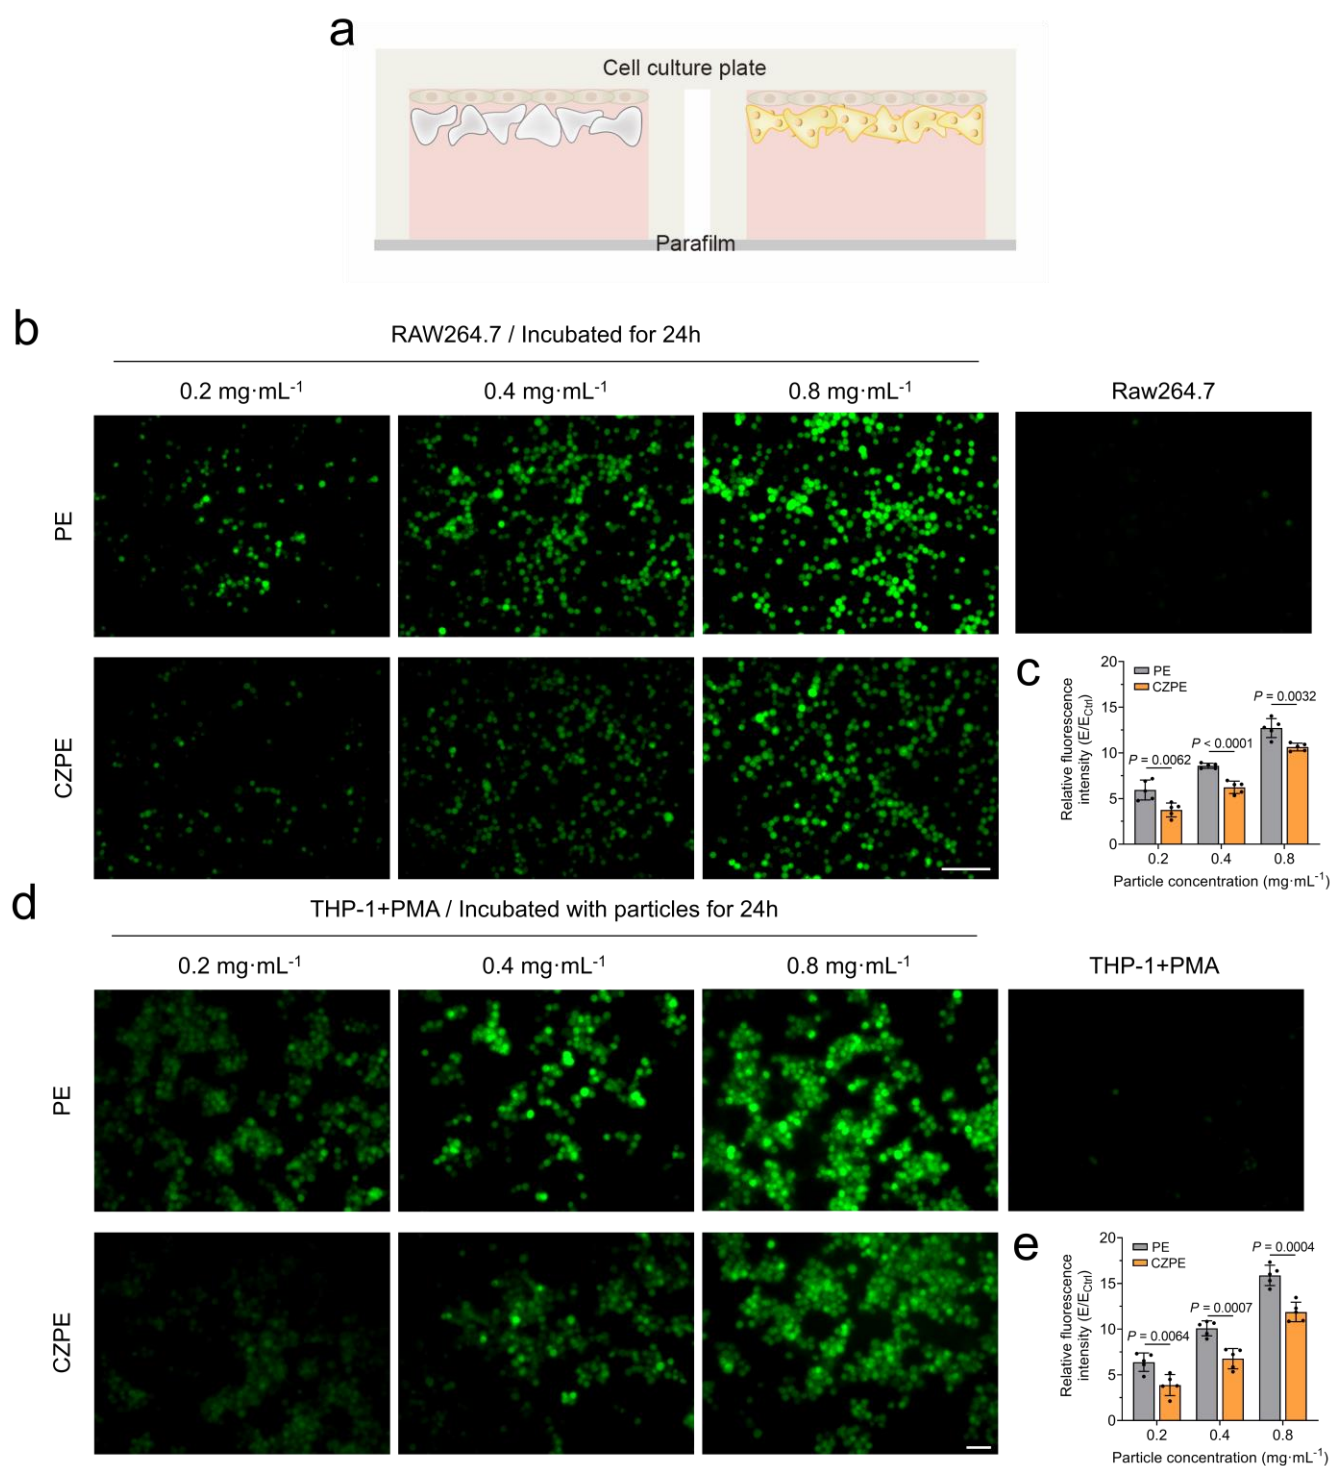 a
Cell culture plate
Parafilm
b
RAW264.7 / Incubated for 24h
0.2 mg·mL⁻¹ 0.4 mg·mL⁻¹ 0.8 mg·mL⁻¹ Raw264.7
PE
CZPE
c
Relative fluorescence
intensity (E/E_Ctrl)
20
15
10
5
0
PE
CZPE
P = 0.0062
P < 0.0001
P = 0.0032
0.2 0.4 0.8
Particle concentration (mg·mL⁻¹)
d
THP-1+PMA / Incubated with particles for 24h
0.2 mg·mL⁻¹ 0.4 mg·mL⁻¹ 0.8 mg·mL⁻¹ THP-1+PMA
PE
CZPE
e
Relative fluorescence
intensity (E/E_Ctrl)
20
15
10
5
0
PE
CZPE
P = 0.0064
P = 0.0007
P = 0.0004
0.2 0.4 0.8
Particle concentration (mg·mL⁻¹)